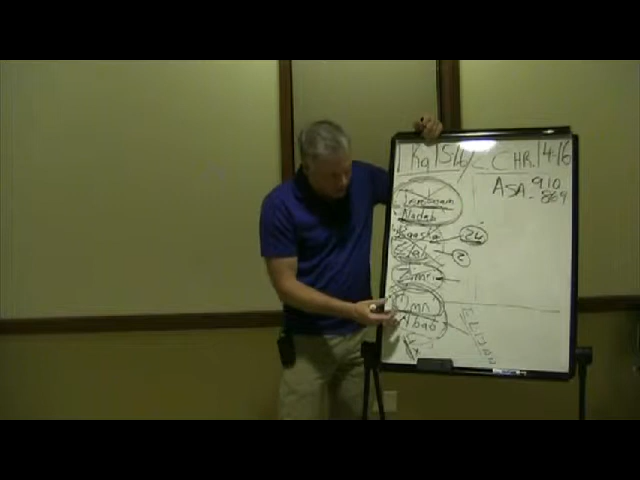 1 Kg 15-16/2 CHR. 14-16
ASA 910
- 869
Jeroboam
Nadab
Baasha 24
Elah 2
Zimri
Omri
Ahab
ELIJAH